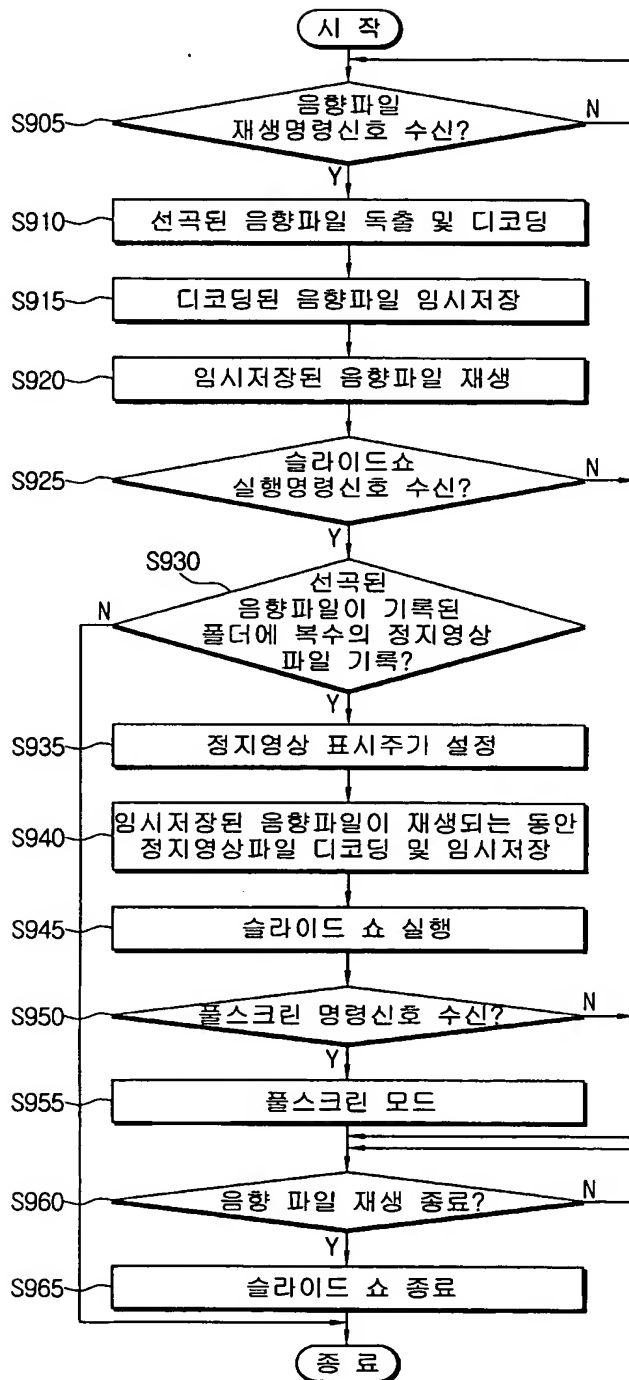 시 작
음향파일
재생명령신호 수신?
N
S905
Y
S910
선곡된 음향파일 독출 및 디코딩
S915
디코딩된 음향파일 임시저장
S920
임시저장된 음향파일 재생
슬라이드쇼
실행명령신호 수신?
N
S925
Y
S930
선곡된
음향파일이 기록된
폴더에 복수의 정지영상
파일 기록?
N
Y
S935
정지영상 표시주기 설정
S940
임시저장된 음향파일이 재생되는 동안
정지영상파일 디코딩 및 임시저장
S945
슬라이드 쇼 실행
S950
풀스크린 명령신호 수신?
N
Y
S955
풀스크린 모드
S960
음향 파일 재생 종료?
N
Y
S965
슬라이드 쇼 종료
종 료